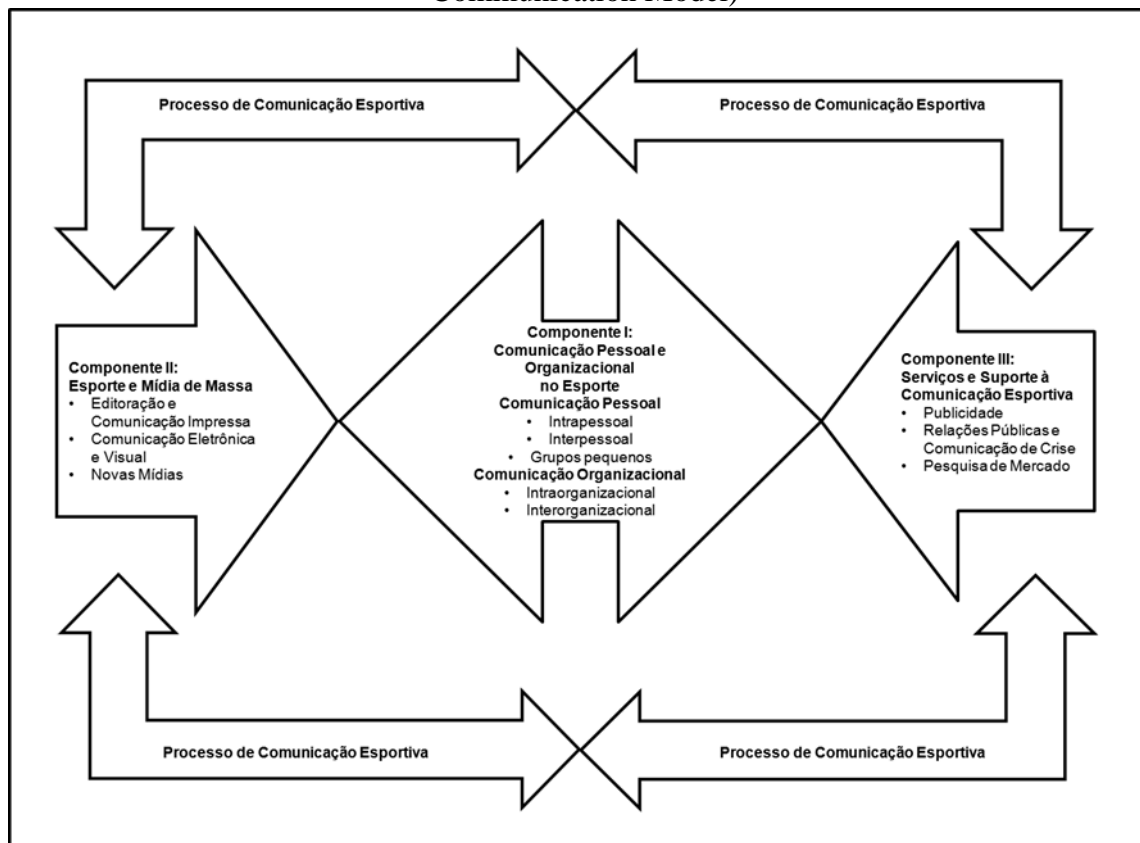 Communication Model)
Processo de Comunicação Esportiva
Processo de Comunicação Esportiva
Componente II:
Esporte e Mídia de Massa
• Editoração e
Comunicação Impressa
• Comunicação Eletrônica
e Visual
• Novas Mídias
Componente I:
Comunicação Pessoal e
Organizacional
no Esporte
Comunicação Pessoal
• Intrapessoal
• Interpessoal
• Grupos pequenos
Comunicação Organizacional
• Intraorganizacional
• Interorganizacional
Componente III:
Serviços e Suporte à
Comunicação Esportiva
• Publicidade
• Relações Públicas e
Comunicação de Crise
• Pesquisa de Mercado
Processo de Comunicação Esportiva
Processo de Comunicação Esportiva